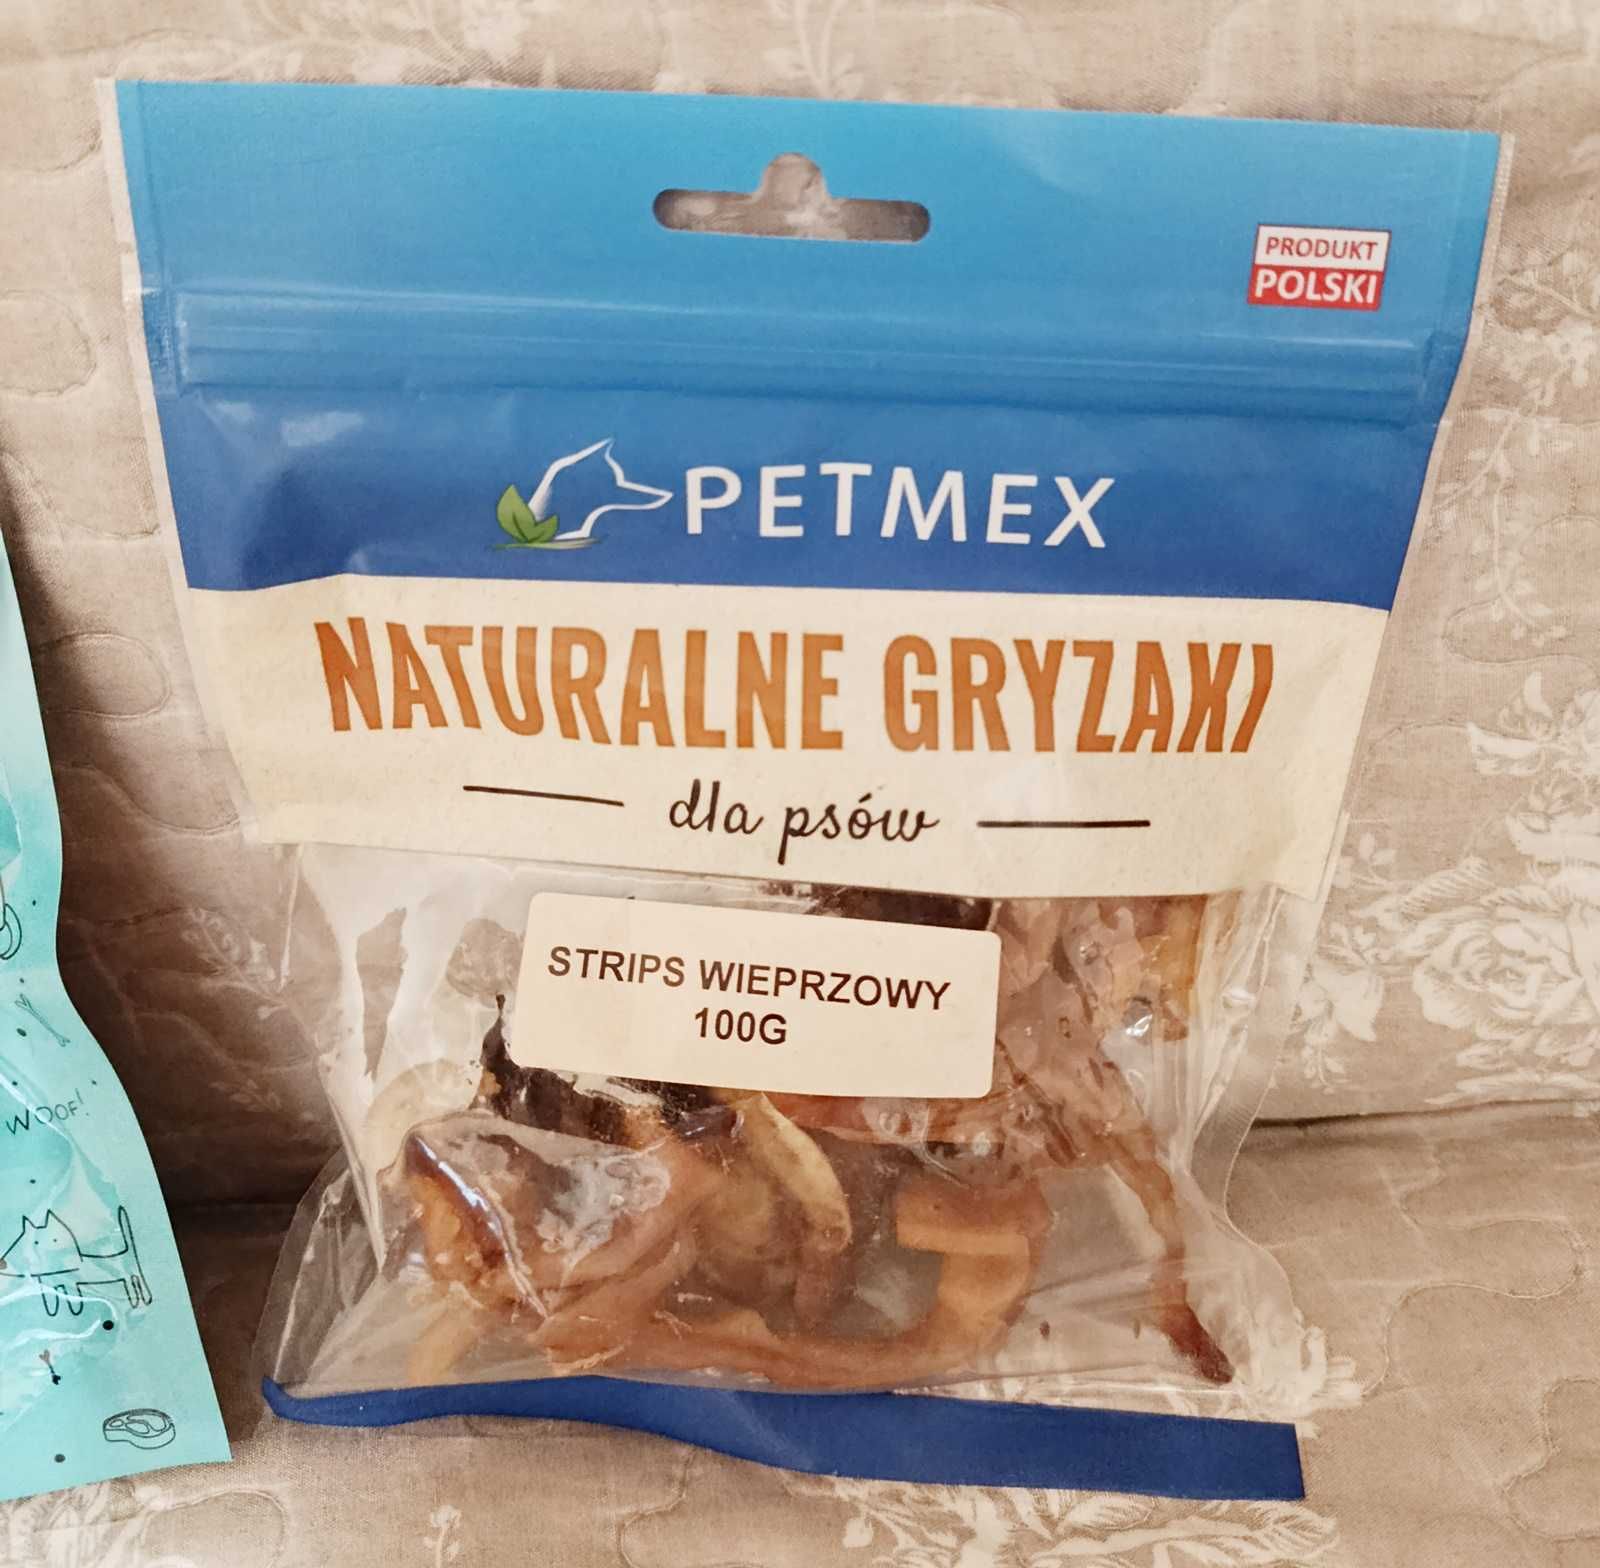 PRODUKT
POLSKI
PETMEX
NATURALNE GRYZAKI
dla psów
STRIPS WIEPRZOWY
100G
WOOF!